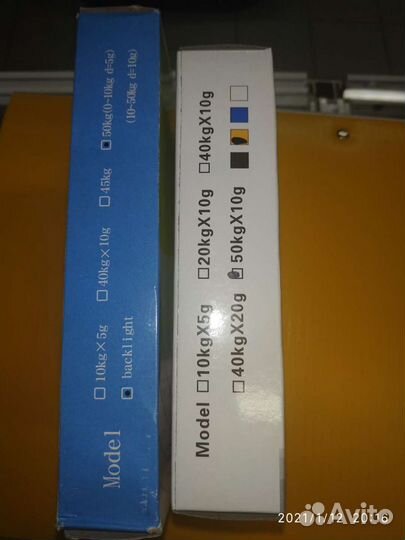 Model
□ 10kg×5g □ 40kg×10g □ 45kg ▣ 50kg(0~10kg d=5g)
▣ backlight (10~50kg d=10g)
Model □10kgX5g □20kgX10g □40kgX10g
□40kgX20g □50kgX10g
2021/1/12 20:16
Avito